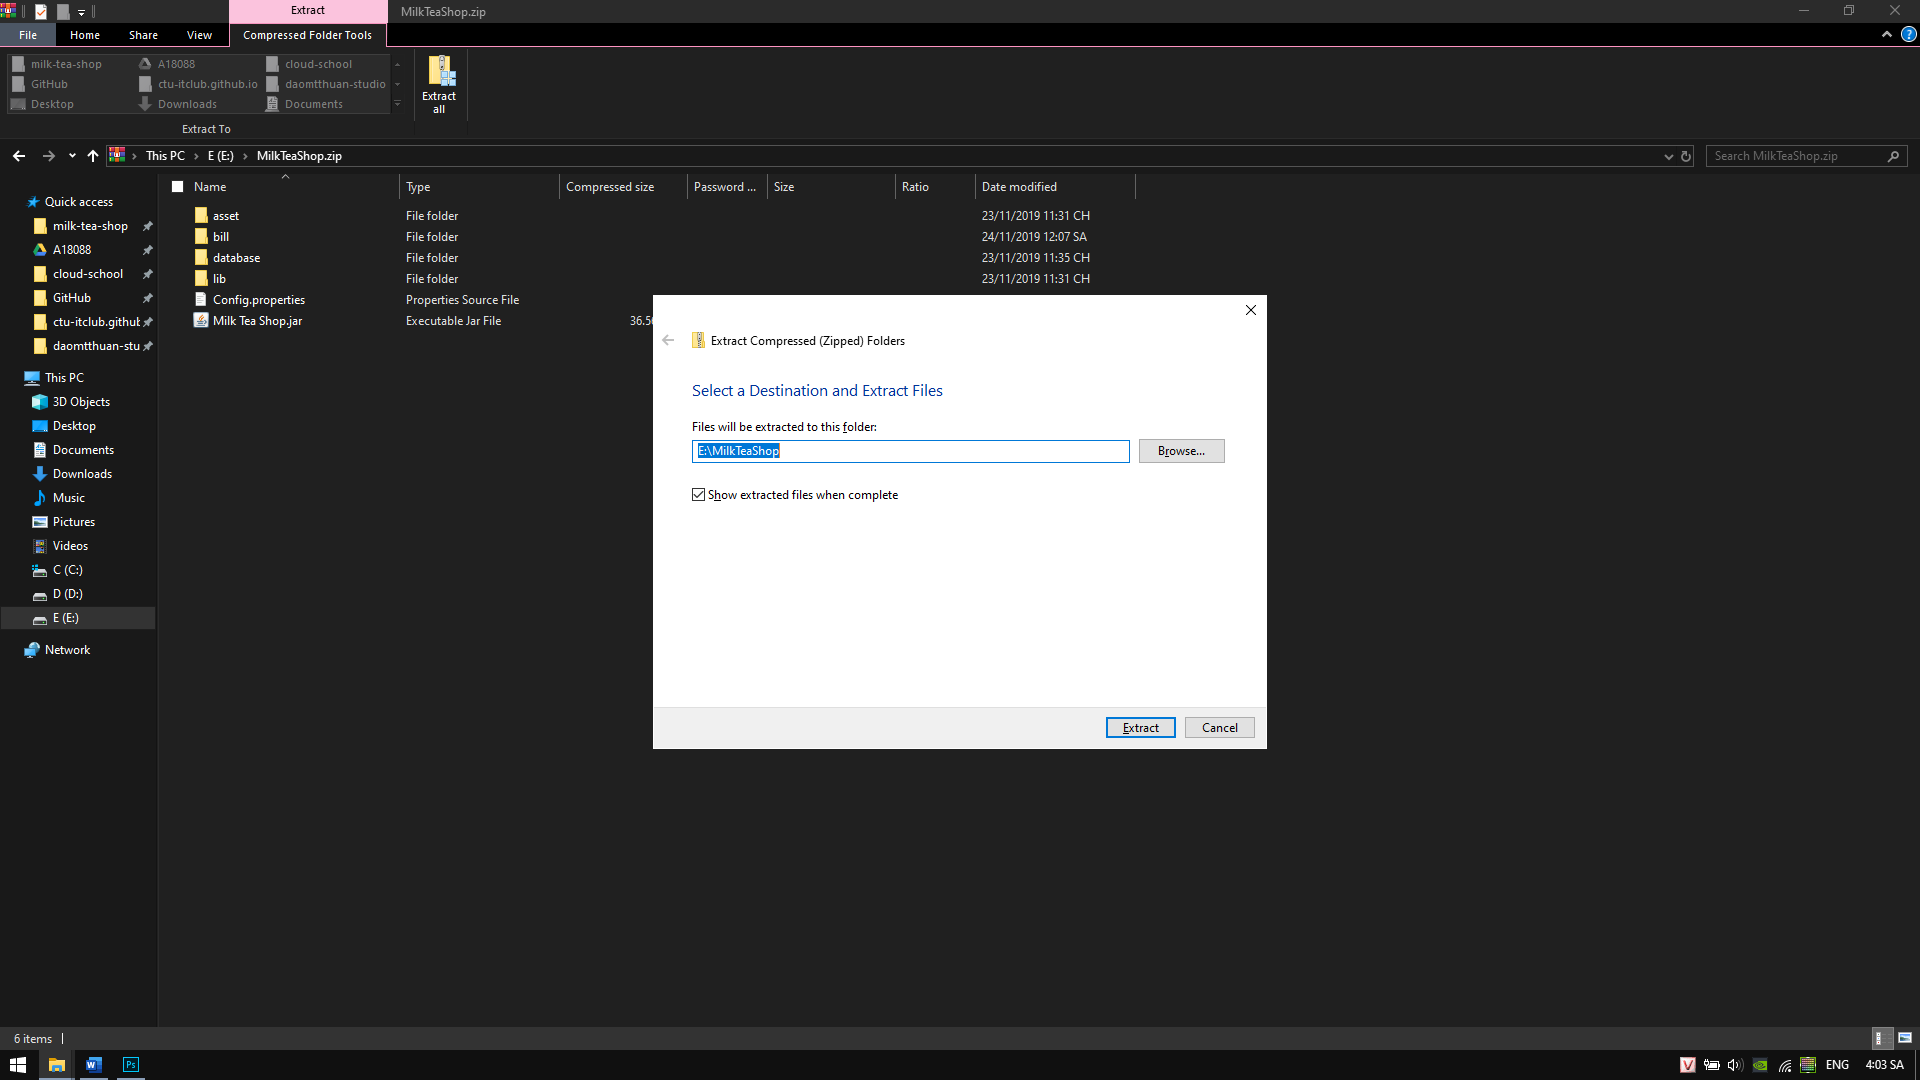 Extract
MilkTeaShop.zip
File
Home
Share
View
Compressed Folder Tools
milk-tea-shop
A18088
cloud-school
GitHub
ctu-itclub.github.io
daomtthuan-studio
Desktop
Downloads
Documents
Extract To
Extract
all
This PC
E (E:)
MilkTeaShop.zip
Search MilkTeaShop.zip
Name
Type
Compressed size
Password ...
Size
Ratio
Date modified
asset File folder 23/11/2019 11:31 CH
bill File folder 24/11/2019 12:07 SA
database File folder 23/11/2019 11:35 CH
lib File folder 23/11/2019 11:31 CH
Config.properties Properties Source File
Milk Tea Shop.jar Executable Jar File 36.5
Quick access
milk-tea-shop
A18088
cloud-school
GitHub
ctu-itclub.githul
daomtthuan-stu
This PC
3D Objects
Desktop
Documents
Downloads
Music
Pictures
Videos
C (C:)
D (D:)
E (E:)
Network
Extract Compressed (Zipped) Folders
Select a Destination and Extract Files
Files will be extracted to this folder:
E:\MilkTeaShop
Browse...
Show extracted files when complete
Extract
Cancel
6 items
W
Ps
V
ENG
4:03 SA